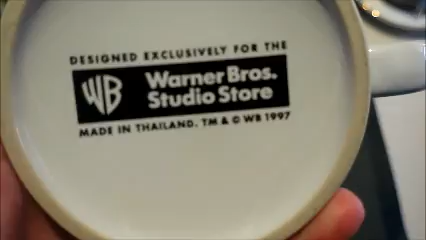 DESIGNED EXCLUSIVELY FOR THE
WB
Warner Bros.
Studio Store
MADE IN THAILAND. TM & © WB 1997